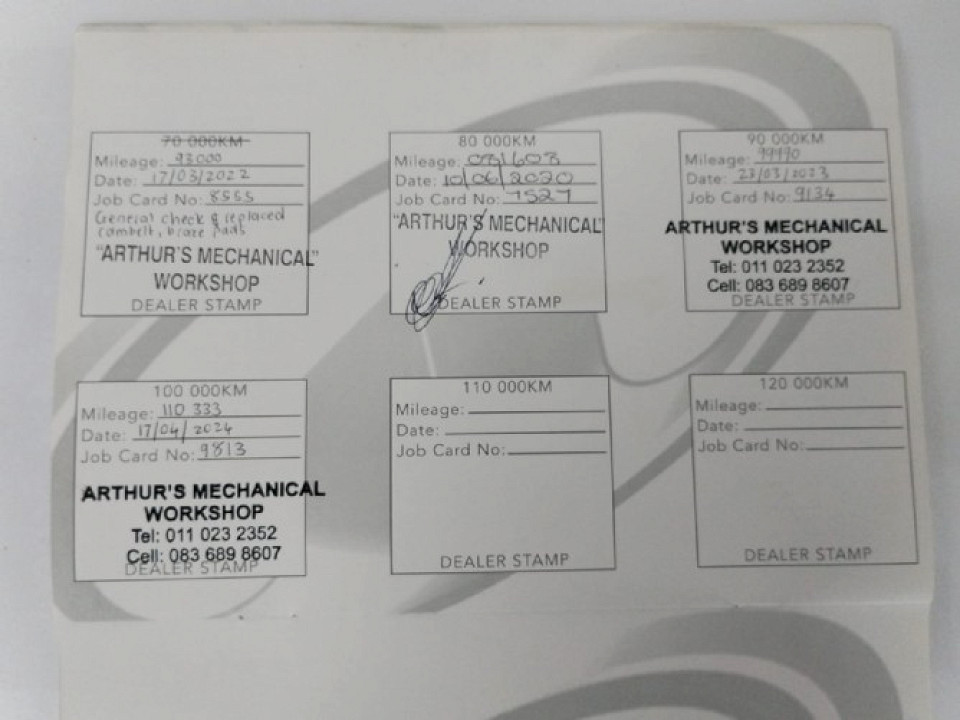 70 000KM
Mileage: 93000
Date: 17/03/2022
Job Card No: 8555
General check & replaced
cambelt, braze pads
"ARTHUR'S MECHANICAL"
WORKSHOP
DEALER STAMP
80 000KM
Mileage: 081603
Date: 10/06/2020
Job Card No: 7527
"ARTHUR'S MECHANICAL"
WORKSHOP
DEALER STAMP
90 000KM
Mileage: 99990
Date: 23/03/2023
Job Card No: 9134
ARTHUR'S MECHANICAL
WORKSHOP
Tel: 011 023 2352
Cell: 083 689 8607
DEALER STAMP
100 000KM
Mileage: 110 333
Date: 17/04/2024
Job Card No: 9813
ARTHUR'S MECHANICAL
WORKSHOP
Tel: 011 023 2352
Cell: 083 689 8607
DEALER STAMP
110 000KM
Mileage:
Date:
Job Card No:
DEALER STAMP
120 000KM
Mileage:
Date:
Job Card No:
DEALER STAMP